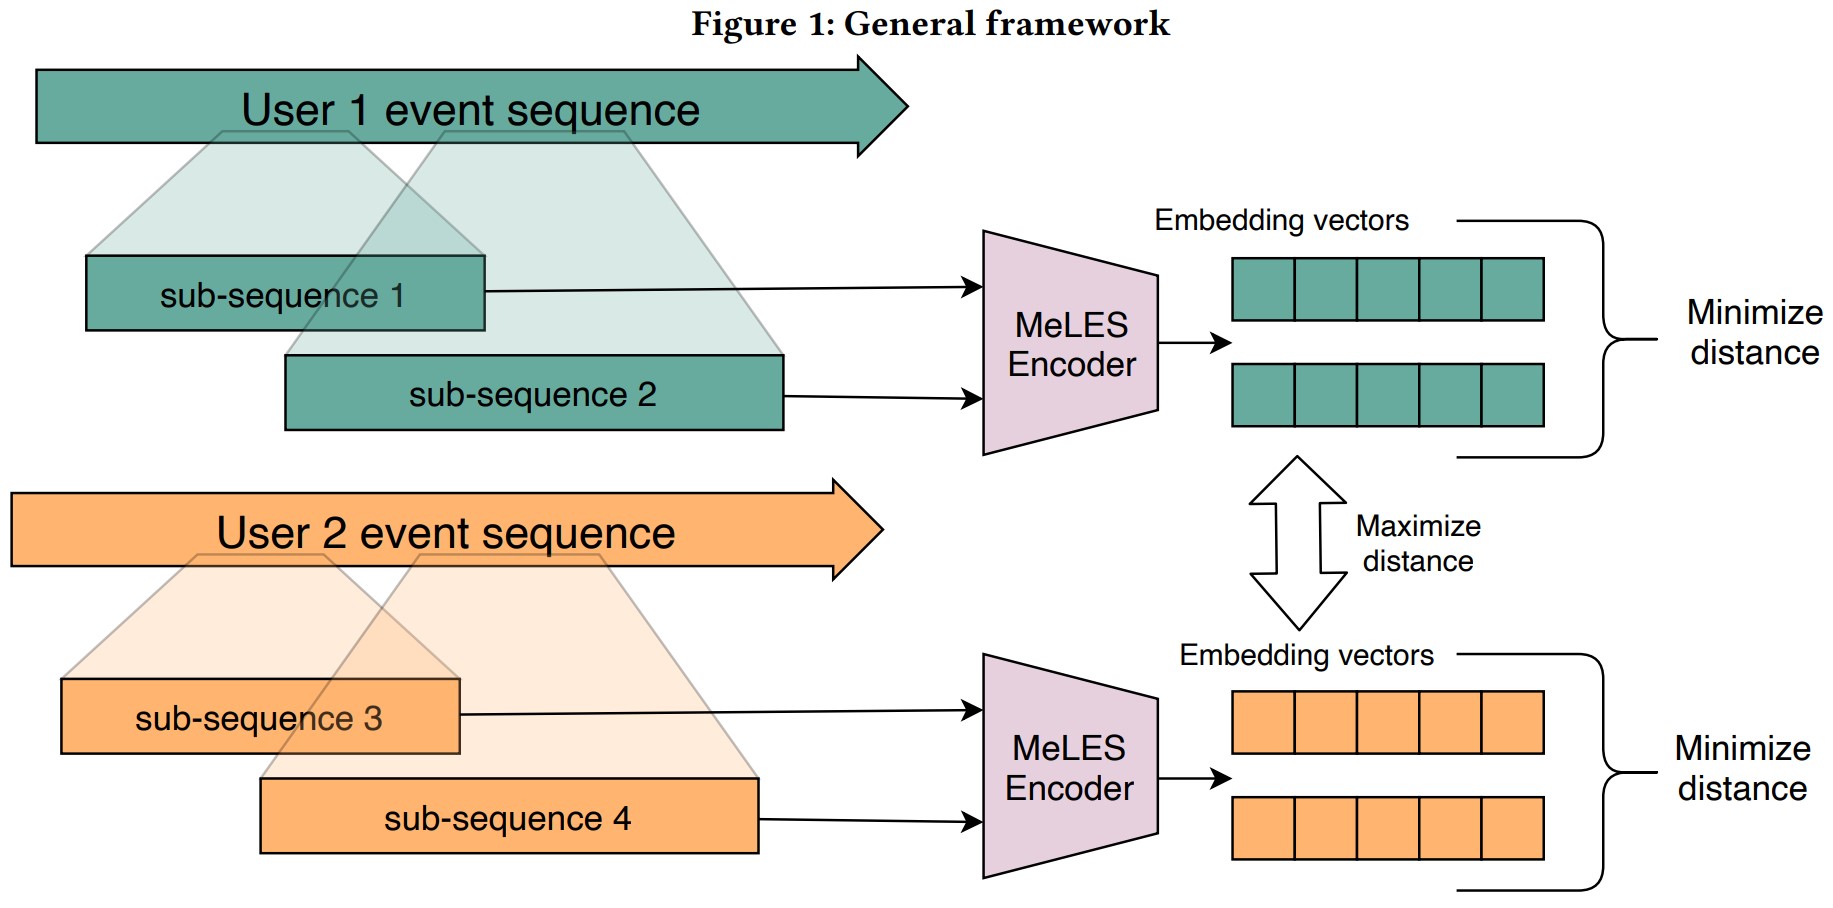 Figure 1: General framework
User 1 event sequence
sub-sequence 1
sub-sequence 2
MeLES
Encoder
Embedding vectors
Minimize
distance
Maximize
distance
User 2 event sequence
sub-sequence 3
sub-sequence 4
MeLES
Encoder
Embedding vectors
Minimize
distance